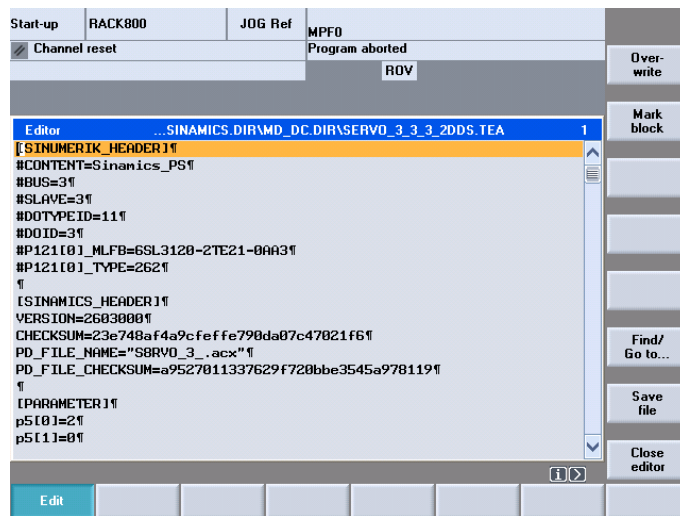 Start-up RACK800 JOG Ref MPF0
Channel reset Program aborted
ROV
Editor ...SINAMICS.DIR\MD_DC.DIR\SERVO_3_3_3_2DDS.TEA 1
[SINUMERIK_HEADER]¶
#CONTENT=Sinamics_PS¶
#BUS=3¶
#SLAVE=3¶
#DOTYPEID=11¶
#DOID=3¶
#P121[0]_MLFB=6SL3120-2TE21-0AA3¶
#P121[0]_TYPE=262¶
¶
[SINAMICS_HEADER]¶
VERSION=2603000¶
CHECKSUM=23e748af4a9cfeffe790da07c47021f6¶
PD_FILE_NAME="S8RVO_3_.acx"¶
PD_FILE_CHECKSUM=a9527011337629f720bbe3545a978119¶
¶
[PARAMETER]¶
p5[0]=2¶
p5[1]=0¶
Over-
write
Mark
block
Find/
Go to...
Save
file
Close
editor
Edit